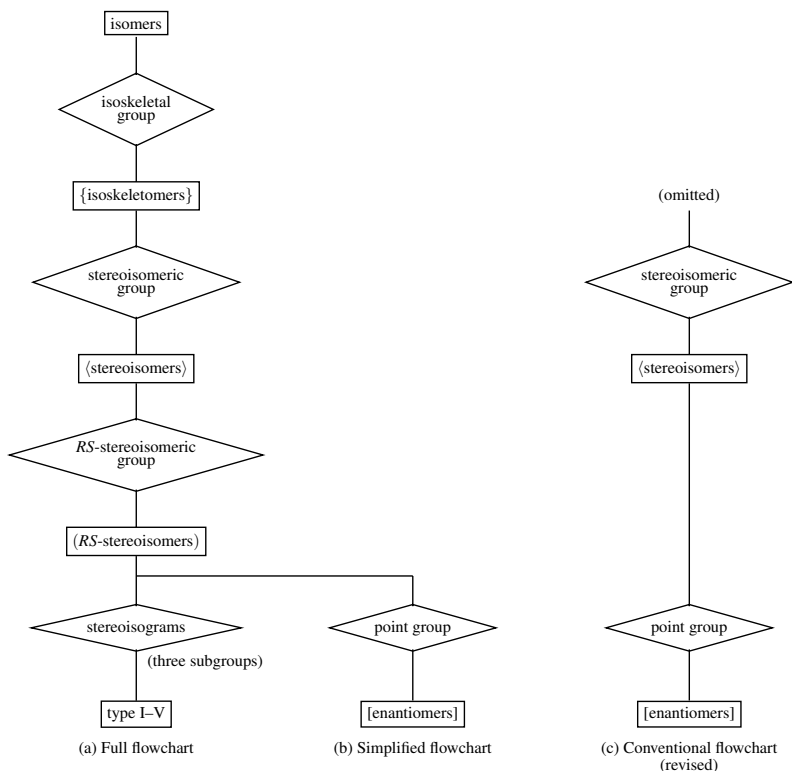 isomers
isoskeletal
group
{isoskeletomers}
stereoisomeric
group
⟨stereoisomers⟩
RS-stereoisomeric
group
(RS-stereoisomers)
stereoisograms
(three subgroups)
type I–V
(a) Full flowchart
point group
[enantiomers]
(b) Simplified flowchart
(omitted)
stereoisomeric
group
⟨stereoisomers⟩
point group
[enantiomers]
(c) Conventional flowchart
(revised)